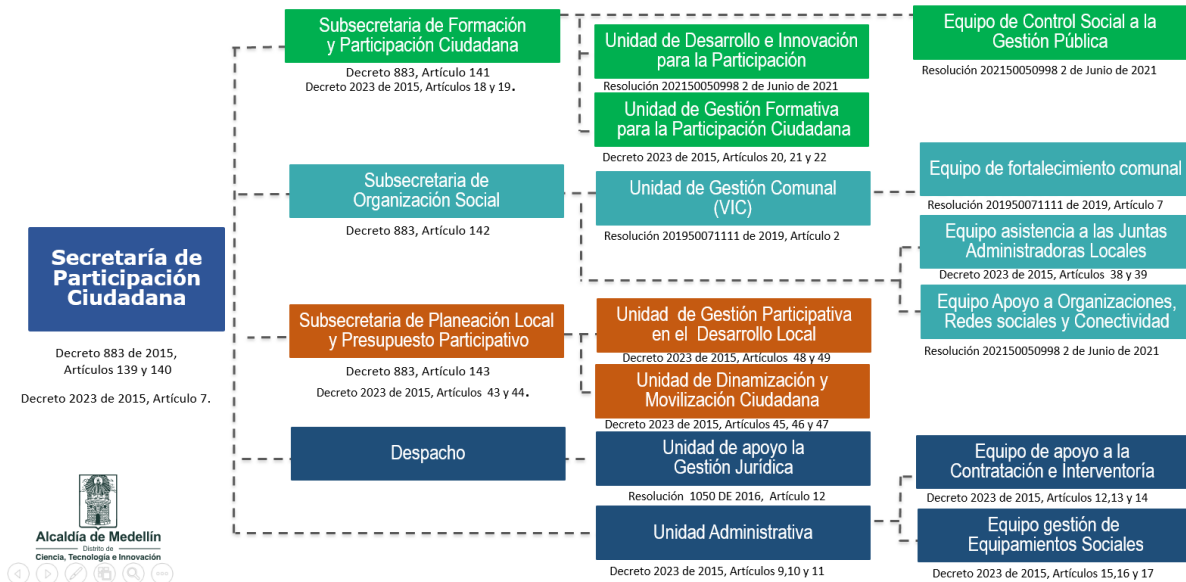 Secretaría de
Participación
Ciudadana
Decreto 883 de 2015,
Artículos 139 y 140
Decreto 2023 de 2015, Artículo 7.
Subsecretaria de Formación
y Participación Ciudadana
Decreto 883, Artículo 141
Decreto 2023 de 2015, Artículos 18 y 19.
Unidad de Desarrollo e Innovación
para la Participación
Resolución 202150050998 2 de Junio de 2021
Unidad de Gestión Formativa
para la Participación Ciudadana
Decreto 2023 de 2015, Artículos 20, 21 y 22
Equipo de Control Social a la
Gestión Pública
Resolución 202150050998 2 de Junio de 2021
Subsecretaria de
Organización Social
Decreto 883, Artículo 142
Unidad de Gestión Comunal
(VIC)
Resolución 201950071111 de 2019, Artículo 2
Equipo de fortalecimiento comunal
Resolución 201950071111 de 2019, Artículo 7
Equipo asistencia a las Juntas
Administradoras Locales
Decreto 2023 de 2015, Artículos 38 y 39
Equipo Apoyo a Organizaciones,
Redes sociales y Conectividad
Resolución 202150050998 2 de Junio de 2021
Subsecretaria de Planeación Local
y Presupuesto Participativo
Decreto 883, Artículo 143
Decreto 2023 de 2015, Artículos 43 y 44.
Unidad de Gestión Participativa
en el Desarrollo Local
Decreto 2023 de 2015, Artículos 48 y 49
Unidad de Dinamización y
Movilización Ciudadana
Decreto 2023 de 2015, Artículos 45, 46 y 47
Despacho
Unidad de apoyo la
Gestión Jurídica
Resolución 1050 DE 2016, Artículo 12
Unidad Administrativa
Decreto 2023 de 2015, Artículos 9,10 y 11
Equipo de apoyo a la
Contratación e Interventoría
Decreto 2023 de 2015, Artículos 12,13 y 14
Equipo gestión de
Equipamientos Sociales
Decreto 2023 de 2015, Artículos 15,16 y 17
Alcaldía de Medellín
Distrito de
Ciencia, Tecnología e Innovación